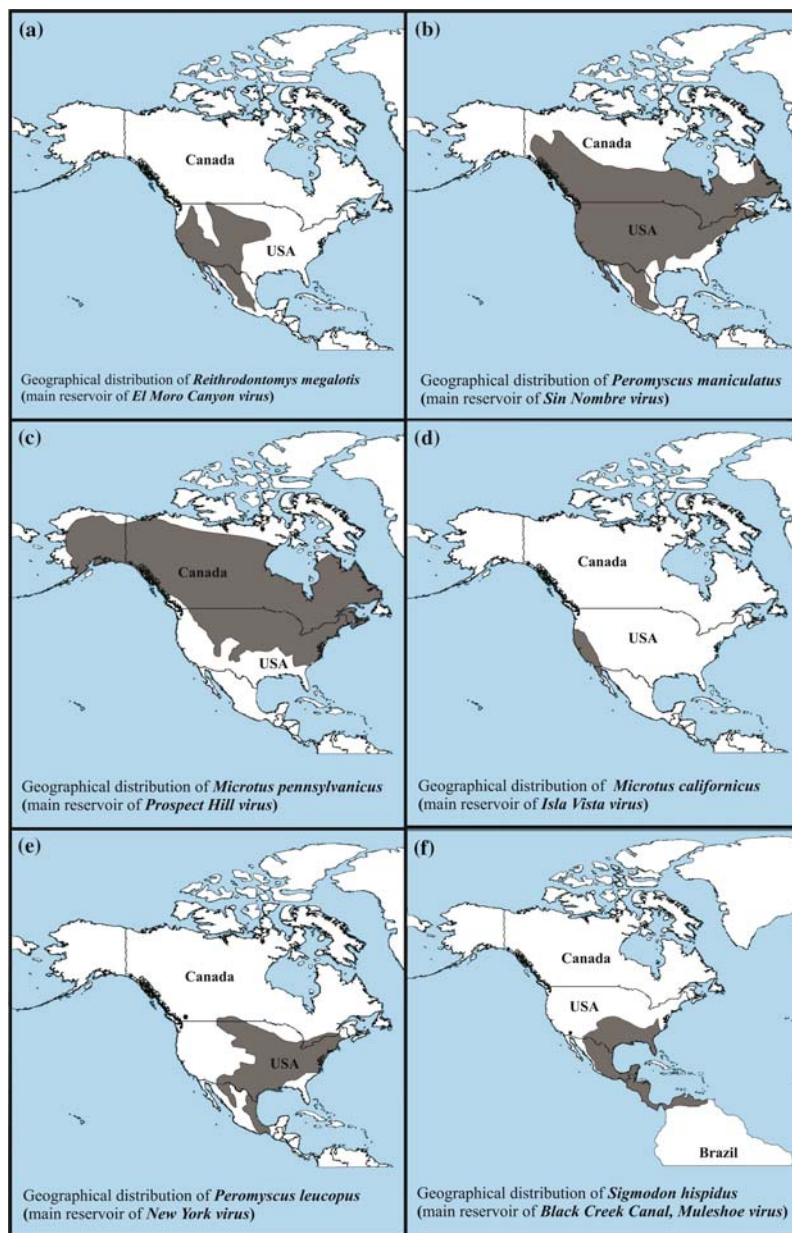 (a)
Canada
USA
Geographical distribution of Reithrodontomys megalotis
(main reservoir of El Moro Canyon virus)
(b)
Canada
USA
Geographical distribution of Peromyscus maniculatus
(main reservoir of Sin Nombre virus)
(c)
Canada
USA
Geographical distribution of Microtus pennsylvanicus
(main reservoir of Prospect Hill virus)
(d)
Canada
USA
Geographical distribution of Microtus californicus
(main reservoir of Isla Vista virus)
(e)
Canada
USA
Geographical distribution of Peromyscus leucopus
(main reservoir of New York virus)
(f)
Canada
USA
Brazil
Geographical distribution of Sigmodon hispidus
(main reservoir of Black Creek Canal, Muleshoe virus)